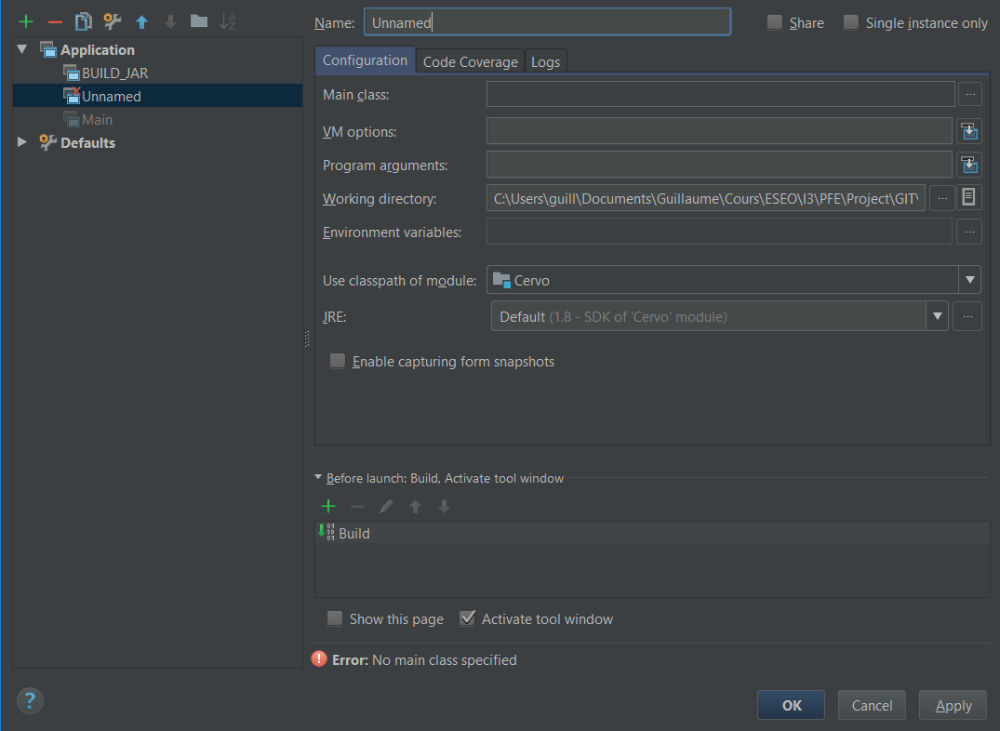 Name: Unnamed Share Single instance only
Application
BUILD_JAR
Unnamed
Main
Defaults
Configuration Code Coverage Logs
Main class: ...
VM options:
Program arguments:
Working directory: C:\Users\guill\Documents\Guillaume\Cours\ESEO\I3\PFE\Project\GIT\ ...
Environment variables: ...
Use classpath of module: Cervo
JRE: Default (1.8 - SDK of 'Cervo' module) ...
Enable capturing form snapshots
Before launch: Build, Activate tool window
Build
Show this page Activate tool window
Error: No main class specified
? OK Cancel Apply